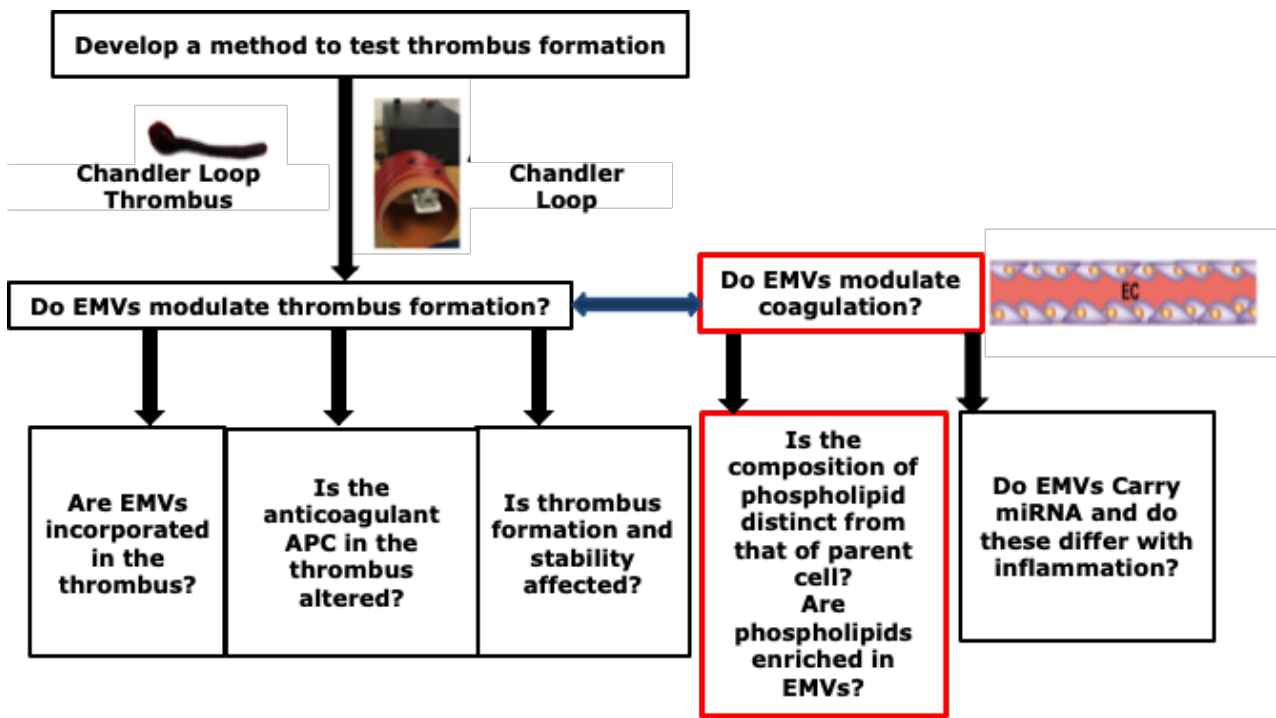 Develop a method to test thrombus formation
Chandler Loop
Thrombus
Chandler
Loop
Do EMVs modulate thrombus formation?
Do EMVs modulate
coagulation?
EC
Are EMVs
incorporated
in the
thrombus?
Is the
anticoagulant
APC in the
thrombus
altered?
Is thrombus
formation and
stability
affected?
Is the
composition of
phospholipid
distinct from
that of parent
cell?
Are
phospholipids
enriched in
EMVs?
Do EMVs Carry
miRNA and do
these differ with
inflammation?